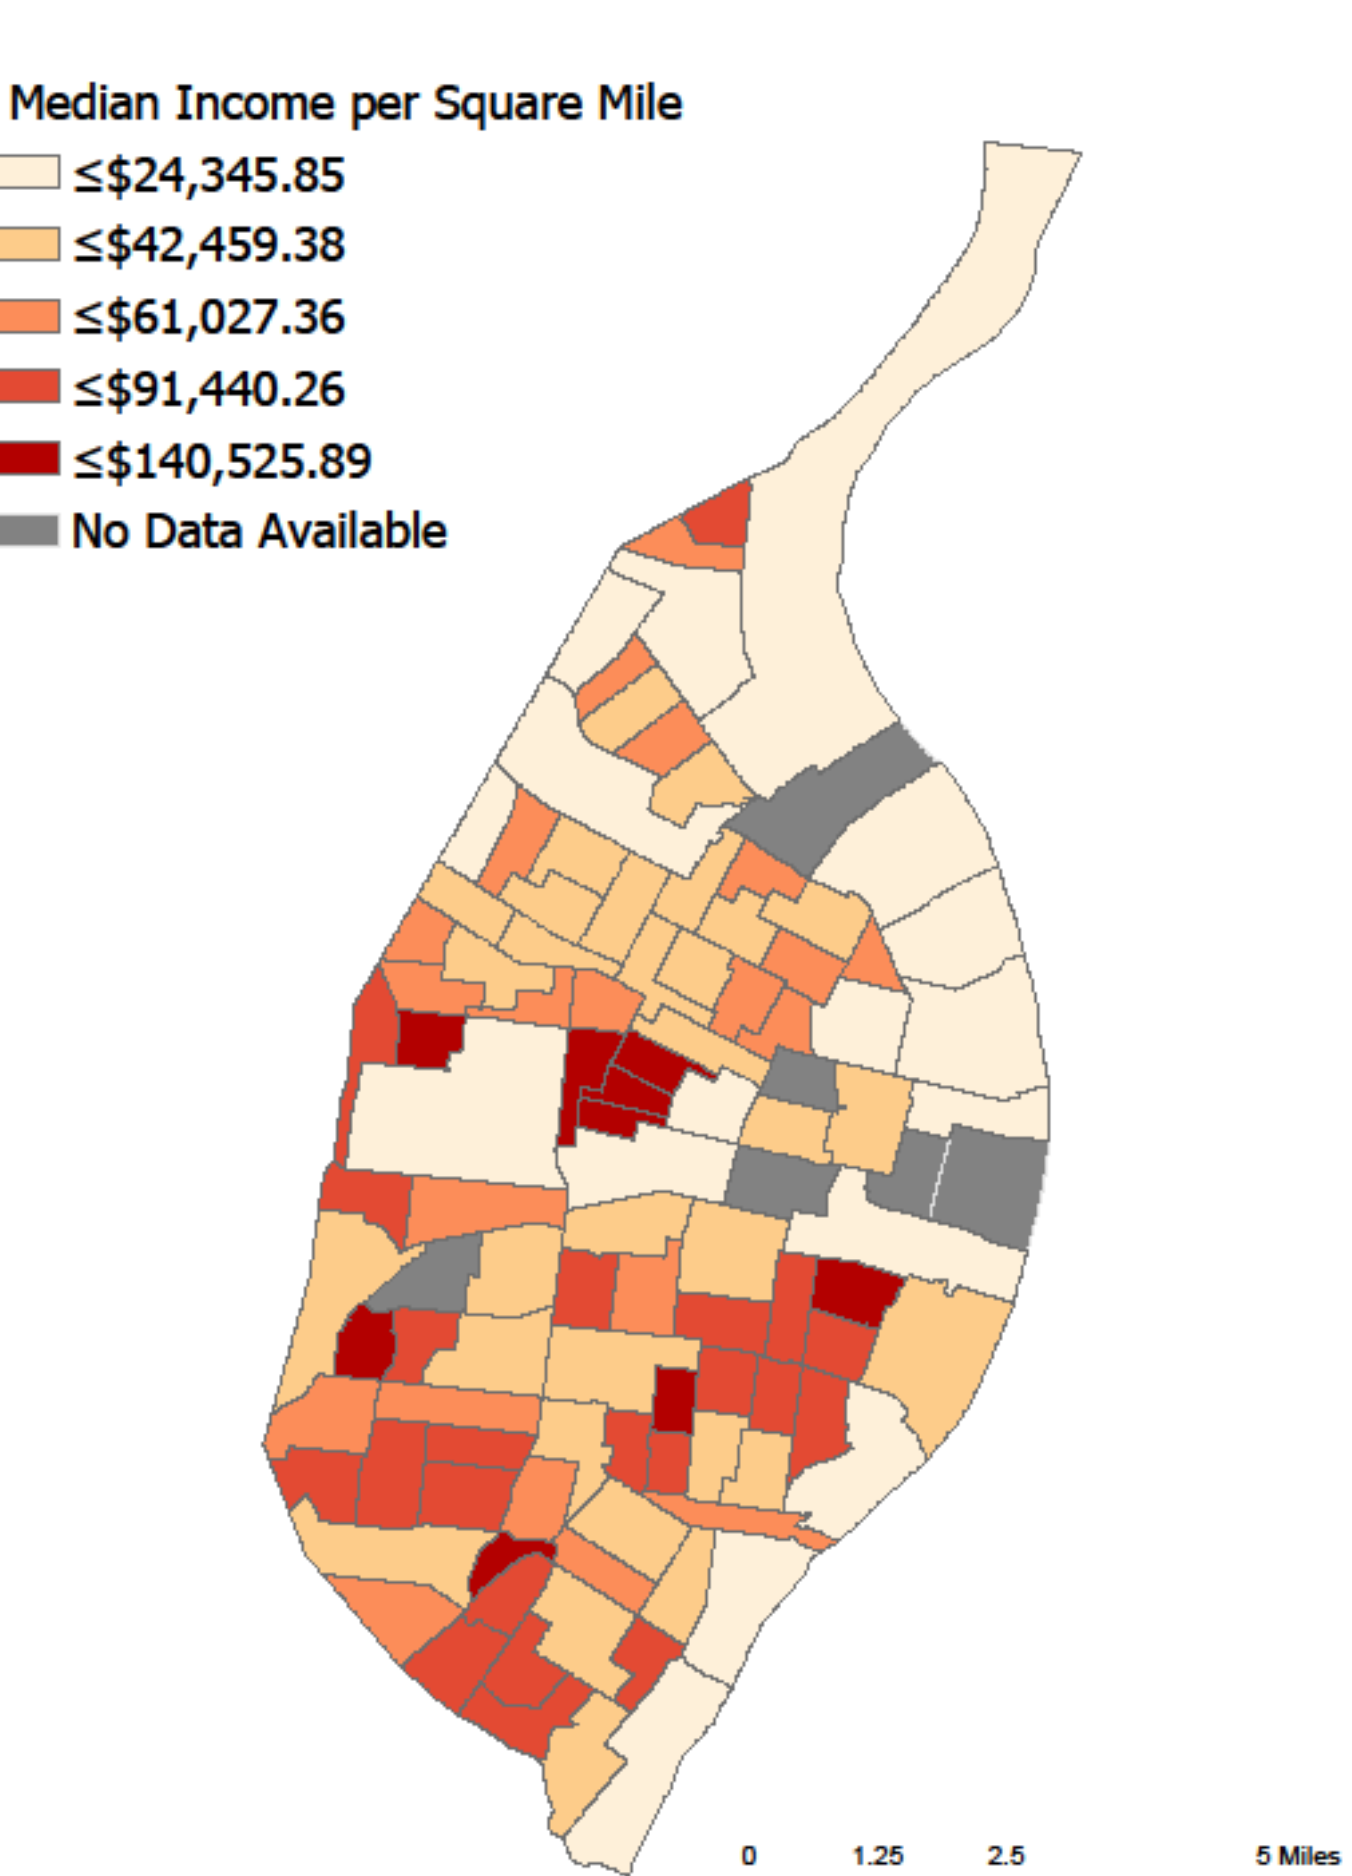 Median Income per Square Mile
≤$24,345.85
≤$42,459.38
≤$61,027.36
≤$91,440.26
≤$140,525.89
No Data Available
0 1.25 2.5 5 Miles